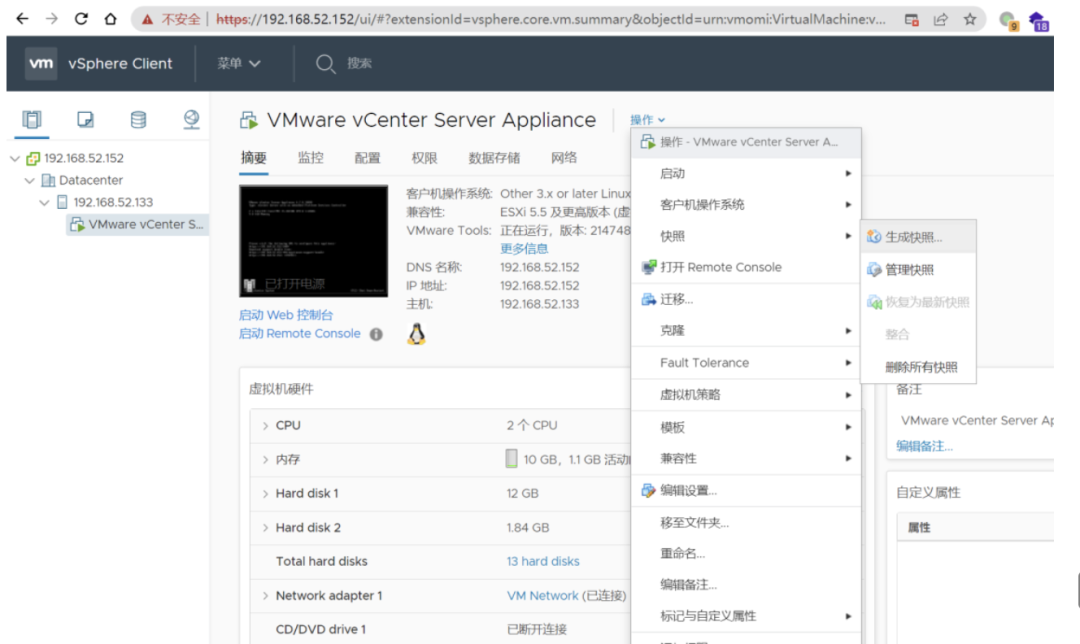 不安全 https://192.168.52.152/ui/#?extensionId=vsphere.core.vm.summary&objectId=urn:vmomi:VirtualMachine:v...
9
18
vm vSphere Client 菜单 搜索
192.168.52.152
Datacenter
192.168.52.133
VMware vCenter S...
VMware vCenter Server Appliance
操作
摘要 监控 配置 权限 数据存储 网络
已打开电源
启动 Web 控制台
启动 Remote Console
客户机操作系统: Other 3.x or later Linux
兼容性: ESXi 5.5 及更高版本 (虚
VMware Tools: 正在运行，版本: 214748
更多信息
DNS 名称: 192.168.52.152
IP 地址: 192.168.52.152
主机: 192.168.52.133
虚拟机硬件
CPU 2 个 CPU
内存 10 GB，1.1 GB 活动
Hard disk 1 12 GB
Hard disk 2 1.84 GB
Total hard disks 13 hard disks
Network adapter 1 VM Network (已连接)
CD/DVD drive 1 已断开连接
操作 - VMware vCenter Server A...
启动
客户机操作系统
快照
打开 Remote Console
迁移...
克隆
Fault Tolerance
虚拟机策略
模板
兼容性
编辑设置...
移至文件夹...
重命名...
编辑备注...
标记与自定义属性
生成快照...
管理快照
恢复为最新快照
整合
删除所有快照
备注
VMware vCenter Server Ap
编辑备注...
自定义属性
属性